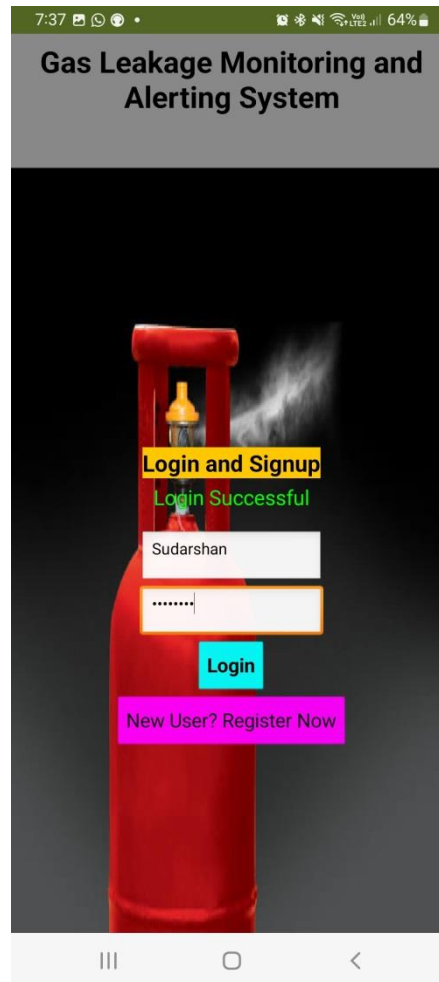 7:37 64%
Gas Leakage Monitoring and
Alerting System
Login and Signup
Login Successful
Sudarshan
••••••••
Login
New User? Register Now